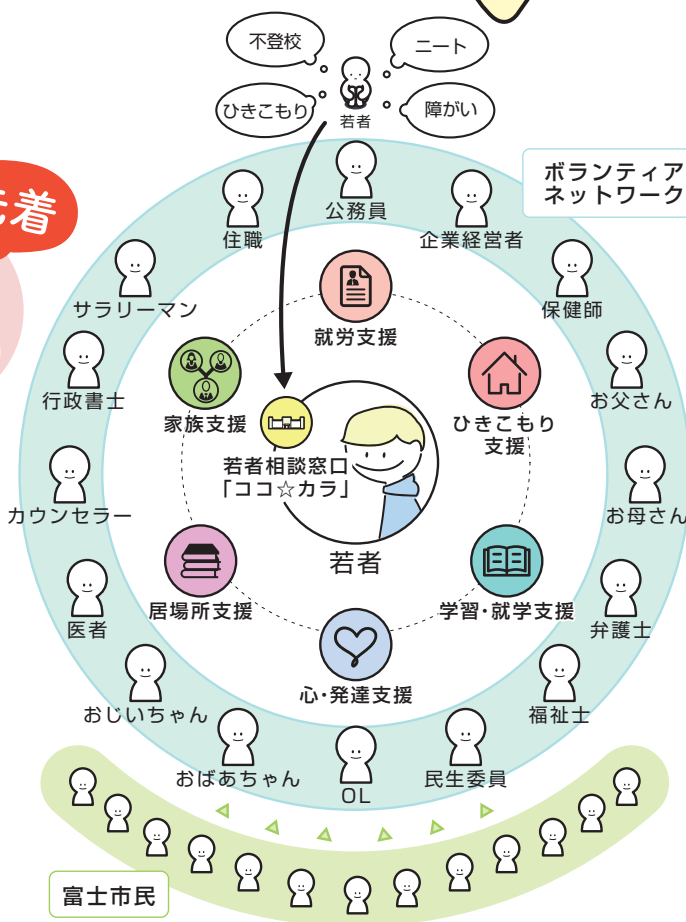 不登校
ニート
ひきこもり
障がい
若者
ボランティア
ネットワーク
着
公務員
住職
企業経営者
サラリーマン
保健師
就労支援
行政書士
お父さん
家族支援
ひきこもり
支援
若者相談窓口
「ココ☆カラ」
カウンセラー
お母さん
若者
医者
居場所支援
学習・就学支援
弁護士
心・発達支援
おじいちゃん
福祉士
おばあちゃん
OL
民生委員
富士市民